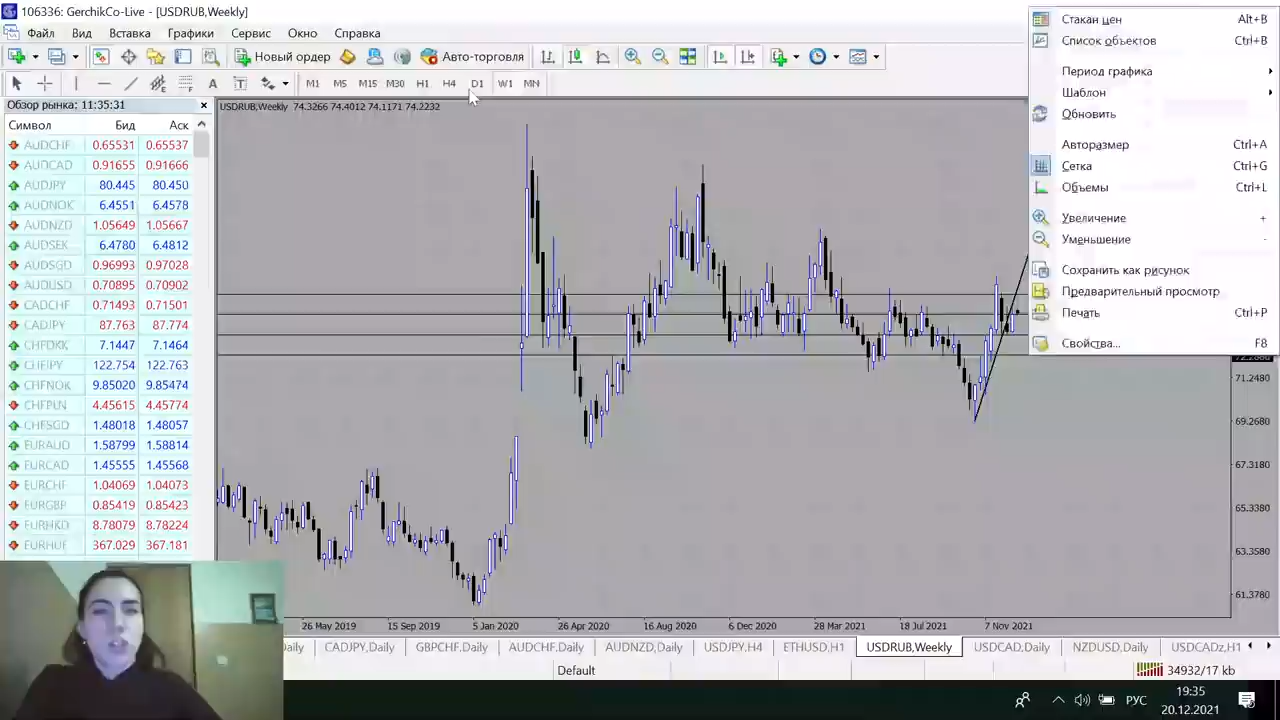 106336: GerchikCo-Live - [USDRUB,Weekly]
Файл Вид Вставка Графики Сервис Окно Справка
Новый ордер Авто-торговля
A T M1 M5 M15 M30 H1 H4 D1 W1 MN
Обзор рынка: 11:35:31
Символ Бид Аск
AUDCHF 0.65531 0.65537
AUDCAD 0.91655 0.91666
AUDJPY 80.445 80.450
AUDNOK 6.4551 6.4578
AUDNZD 1.05649 1.05667
AUDSEK 6.4780 6.4812
AUDSGD 0.96993 0.97028
AUDUSD 0.70895 0.70902
CADCHF 0.71493 0.71501
CADJPY 87.763 87.774
CHFDKK 7.1447 7.1464
CHFJPY 122.754 122.763
CHFNOK 9.85020 9.85474
CHFPLN 4.45615 4.45774
CHFSGD 1.48018 1.48057
EURAUD 1.58799 1.58814
EURCAD 1.45555 1.45568
EURCHF 1.04069 1.04073
EURGBP 0.85419 0.85423
EURHKD 8.78079 8.78224
EURHUF 367.029 367.181
USDRUB,Weekly 74.3266 74.4012 74.1171 74.2232
Стакан цен Alt+B
Список объектов Ctrl+B
Период графика
Шаблон
Обновить
Авторазмер Ctrl+A
Сетка Ctrl+G
Объемы Ctrl+L
Увеличение +
Уменьшение -
Сохранить как рисунок
Предварительный просмотр
Печать Ctrl+P
Свойства... F8
71.2480
69.2680
67.3180
65.3380
63.3580
61.3780
26 May 2019 15 Sep 2019 5 Jan 2020 26 Apr 2020 16 Aug 2020 6 Dec 2020 28 Mar 2021 18 Jul 2021 7 Nov 2021
CADJPY,Daily GBPCHF,Daily AUDCHF,Daily AUDNZD,Daily USDJPY,H4 ETHUSD,H1 USDRUB,Weekly USDCAD,Daily NZDUSD,Daily USDCADz,H1
Default 34932/17 kb
РУС
19:35
20.12.2021